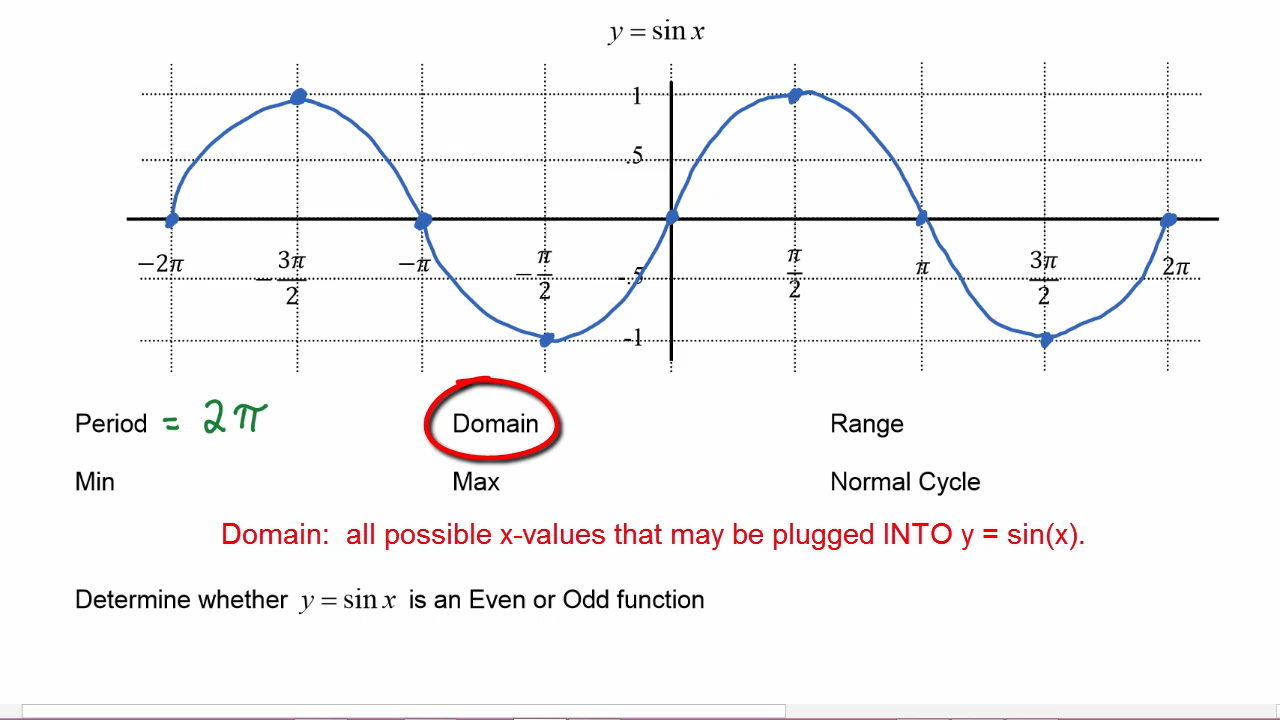 y = sin x
1
.5
-.5
-1
−2π
−3π/2
−π
−π/2
π/2
π
3π/2
2π
Period = 2π Domain Range
Min Max Normal Cycle
Domain: all possible x-values that may be plugged INTO y = sin(x).
Determine whether y = sin x is an Even or Odd function